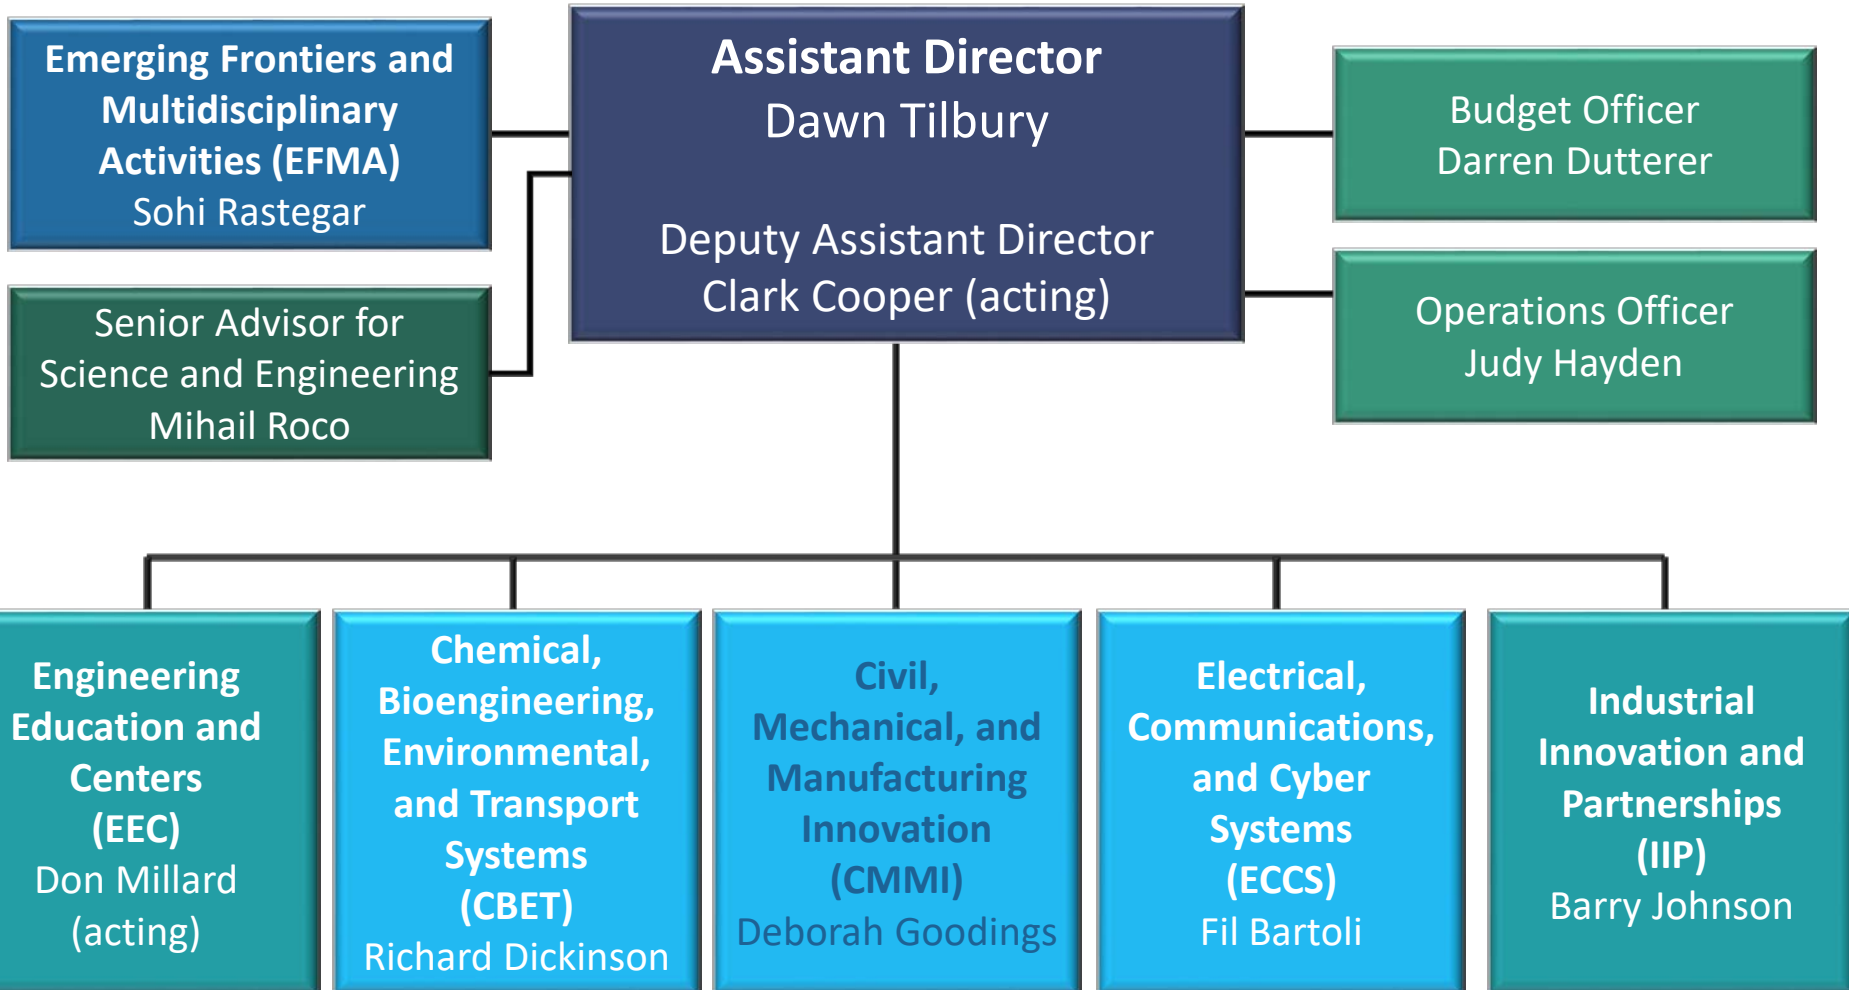 Emerging Frontiers and
Multidisciplinary
Activities (EFMA)
Sohi Rastegar
Senior Advisor for
Science and Engineering
Mihail Roco
Assistant Director
Dawn Tilbury
Deputy Assistant Director
Clark Cooper (acting)
Budget Officer
Darren Dutterer
Operations Officer
Judy Hayden
Engineering
Education and
Centers
(EEC)
Don Millard
(acting)
Chemical,
Bioengineering,
Environmental,
and Transport
Systems
(CBET)
Richard Dickinson
Civil,
Mechanical, and
Manufacturing
Innovation
(CMMI)
Deborah Goodings
Electrical,
Communications,
and Cyber
Systems
(ECCS)
Fil Bartoli
Industrial
Innovation and
Partnerships
(IIP)
Barry Johnson